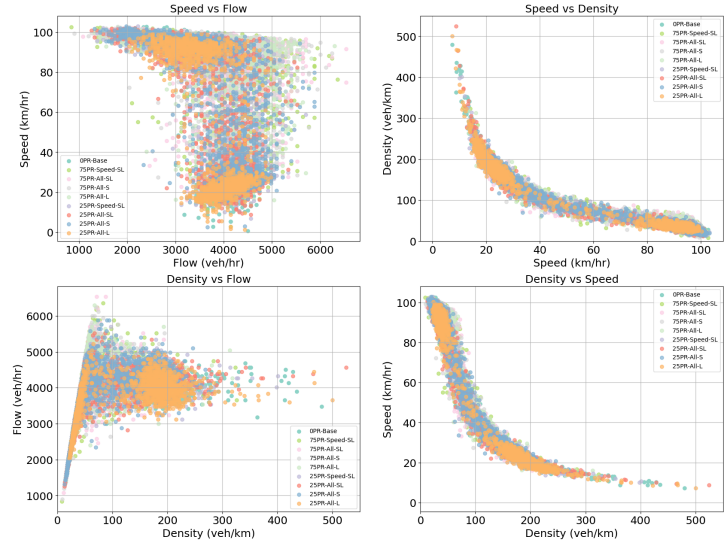 Speed vs Flow
100
80
60
40
20
0
Speed (km/hr)
1000 2000 3000 4000 5000 6000
Flow (veh/hr)
0PR-Base
75PR-Speed-SL
75PR-All-SL
75PR-All-S
75PR-All-L
25PR-Speed-SL
25PR-All-SL
25PR-All-S
25PR-All-L
Speed vs Density
500
400
300
200
100
0
Density (veh/km)
0 20 40 60 80 100
Speed (km/hr)
0PR-Base
75PR-Speed-SL
75PR-All-SL
75PR-All-S
75PR-All-L
25PR-Speed-SL
25PR-All-SL
25PR-All-S
25PR-All-L
Density vs Flow
6000
5000
4000
3000
2000
1000
Flow (veh/hr)
0 100 200 300 400 500
Density (veh/km)
0PR-Base
75PR-Speed-SL
75PR-All-SL
75PR-All-S
75PR-All-L
25PR-Speed-SL
25PR-All-SL
25PR-All-S
25PR-All-L
Density vs Speed
100
80
60
40
20
0
Speed (km/hr)
0 100 200 300 400 500
Density (veh/km)
0PR-Base
75PR-Speed-SL
75PR-All-SL
75PR-All-S
75PR-All-L
25PR-Speed-SL
25PR-All-SL
25PR-All-S
25PR-All-L